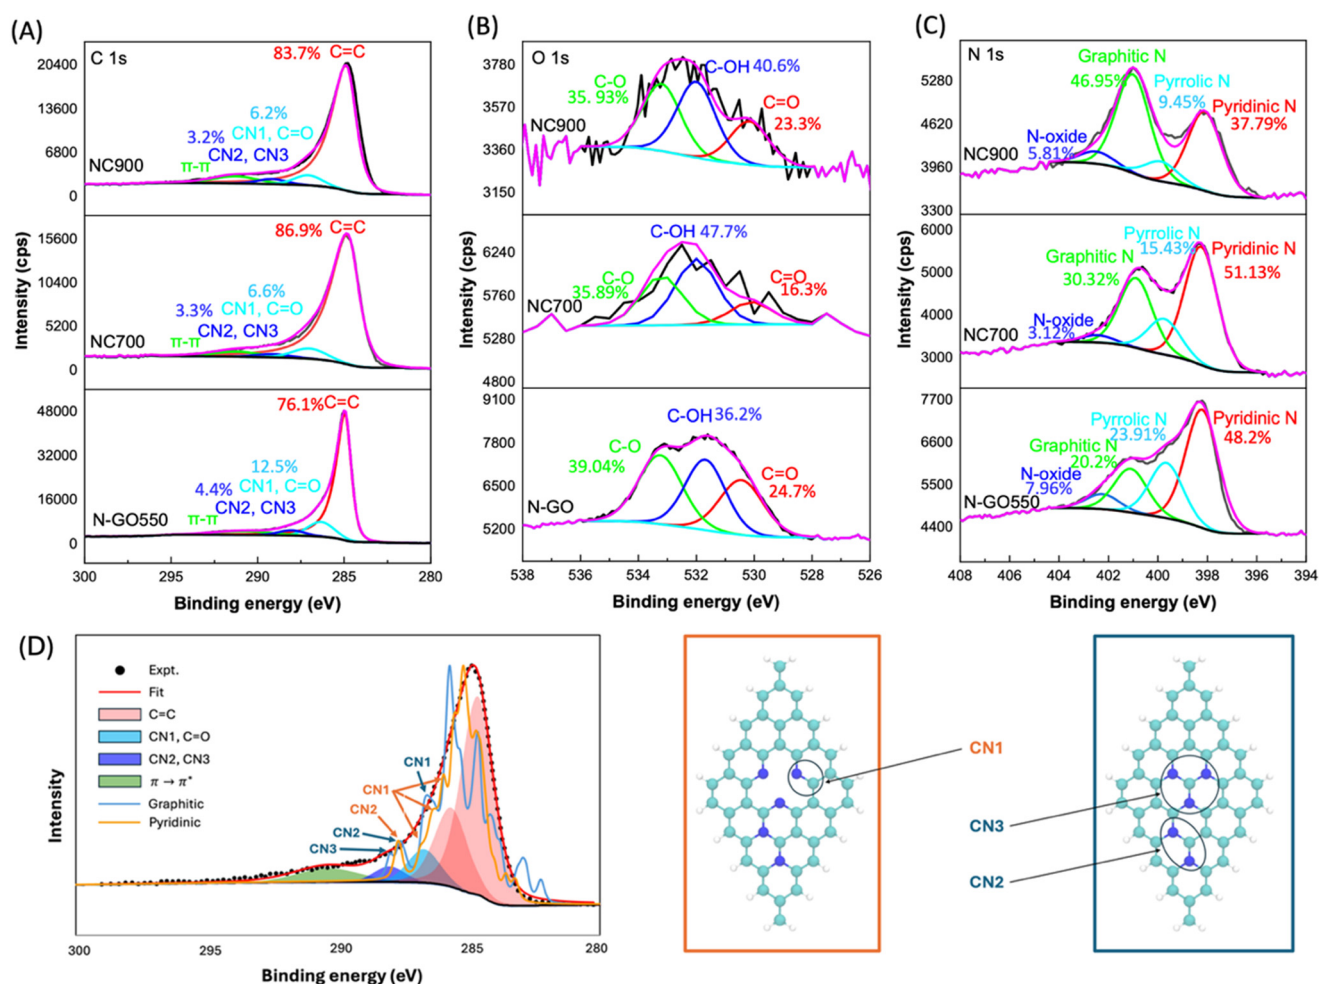 (A)
C 1s
83.7% C=C
6.2%
CN1, C=O
3.2%
CN2, CN3
π-π
NC900
20400
13600
6800
0
86.9% C=C
6.6%
CN1, C=O
3.3%
CN2, CN3
π-π
NC700
15600
10400
5200
0
76.1% C=C
12.5%
CN1, C=O
4.4%
CN2, CN3
π-π
N-GO550
48000
32000
16000
0
Intensity (cps)
300 295 290 285 280
Binding energy (eV)
(B)
O 1s
C-OH 40.6%
C-O
35. 93%
C=O
23.3%
NC900
3780
3570
3360
3150
C-OH 47.7%
C-O
35.89%
C=O
16.3%
NC700
6240
5760
5280
4800
C-OH 36.2%
C-O
39.04%
C=O
24.7%
N-GO
9100
7800
6500
5200
Intensity (cps)
538 536 534 532 530 528 526
Binding energy (eV)
(C)
N 1s
Graphitic N
46.95%
Pyrrolic N
9.45%
Pyridinic N
37.79%
N-oxide
5.81%
NC900
5280
4620
3960
3300
Pyrrolic N
15.43%
Graphitic N
30.32%
Pyridinic N
51.13%
N-oxide
3.12%
NC700
6000
5000
4000
3000
Pyrrolic N
23.91%
Pyridinic N
48.2%
Graphitic N
20.2%
N-oxide
7.96%
N-GO550
7700
6600
5500
4400
Intensity (cps)
408 406 404 402 400 398 396 394
Binding energy (eV)
(D)
Expt.
Fit
C=C
CN1, C=O
CN2, CN3
π → π*
Graphitic
Pyridinic
CN1
CN1
CN2
CN2
CN3
Intensity
300 295 290 285 280
Binding energy (eV)
CN1
CN3
CN2